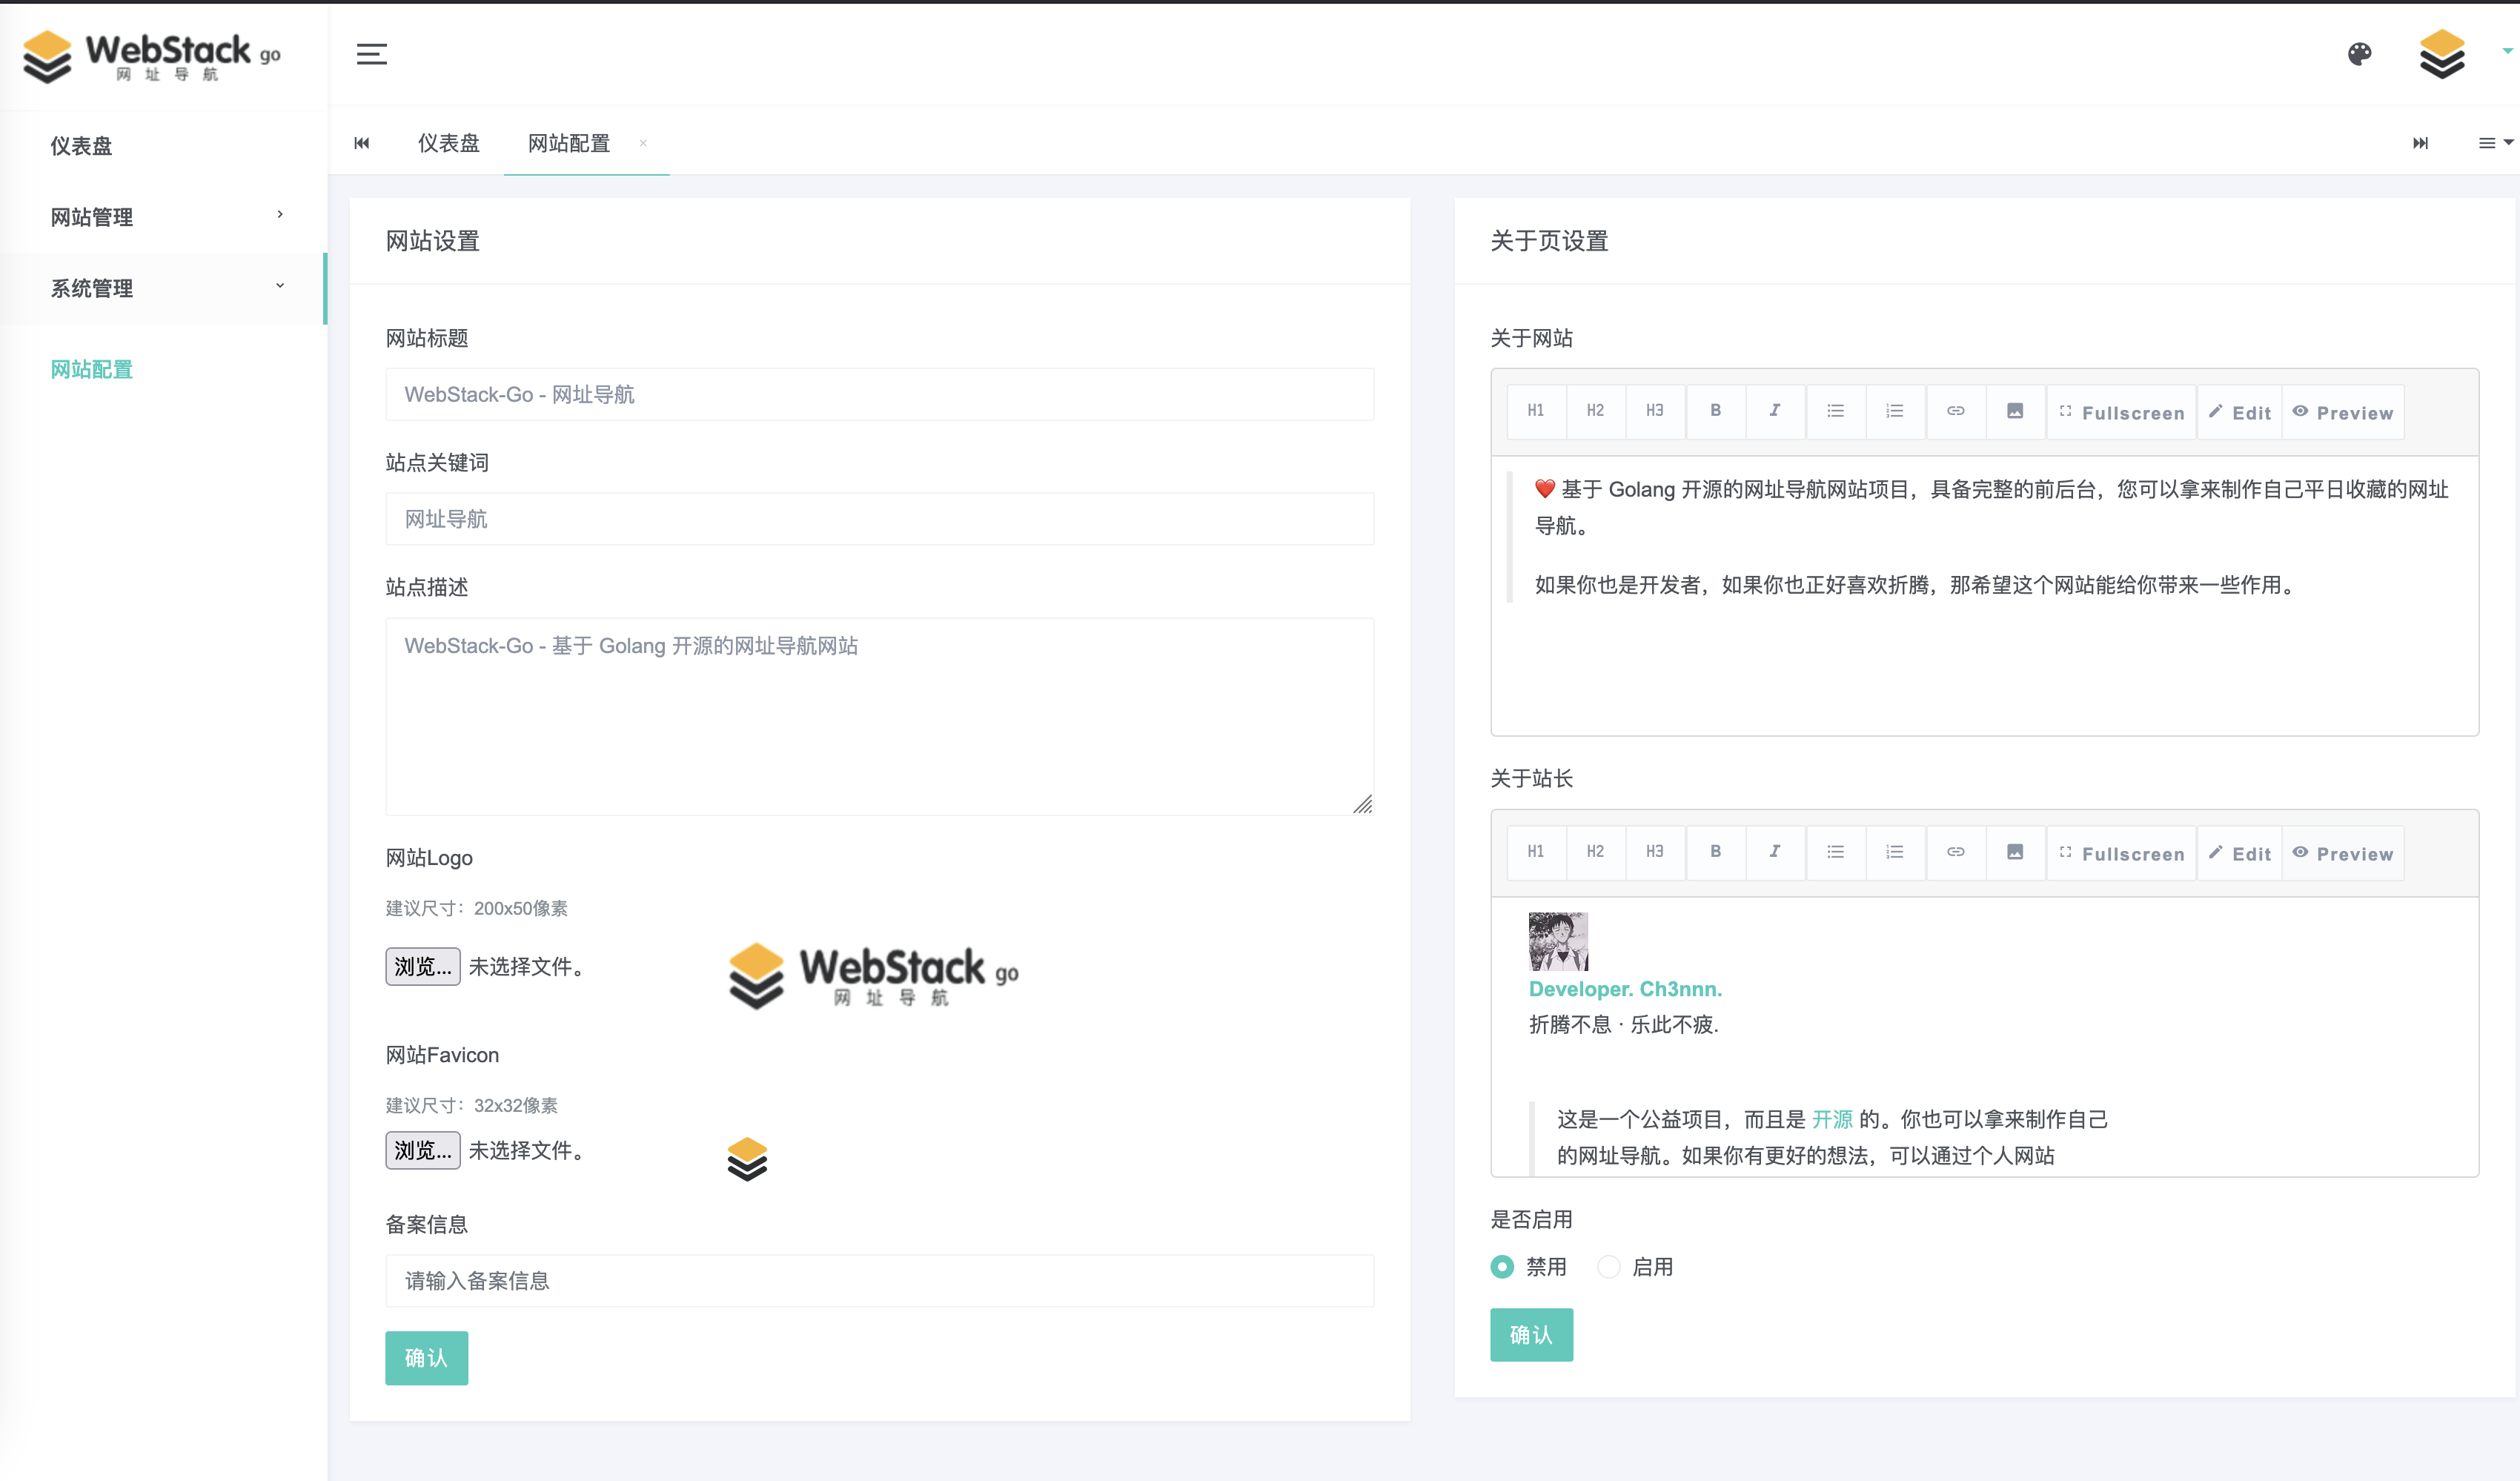 WebStack go
网 址 导 航
仪表盘
网站管理
系统管理
网站配置
仪表盘
网站配置 ×
网站设置
网站标题
WebStack-Go - 网址导航
站点关键词
网址导航
站点描述
WebStack-Go - 基于 Golang 开源的网址导航网站
网站Logo
建议尺寸：200x50像素
浏览... 未选择文件。
WebStack go
网 址 导 航
网站Favicon
建议尺寸：32x32像素
浏览... 未选择文件。
备案信息
请输入备案信息
确认
关于页设置
关于网站
H1 H2 H3 B I Fullscreen Edit Preview
❤️ 基于 Golang 开源的网址导航网站项目，具备完整的前后台，您可以拿来制作自己平日收藏的网址
导航。
如果你也是开发者，如果你也正好喜欢折腾，那希望这个网站能给你带来一些作用。
关于站长
H1 H2 H3 B I Fullscreen Edit Preview
Developer. Ch3nnn.
折腾不息 · 乐此不疲.
这是一个公益项目，而且是 开源 的。你也可以拿来制作自己
的网址导航。如果你有更好的想法，可以通过个人网站
是否启用
禁用 启用
确认